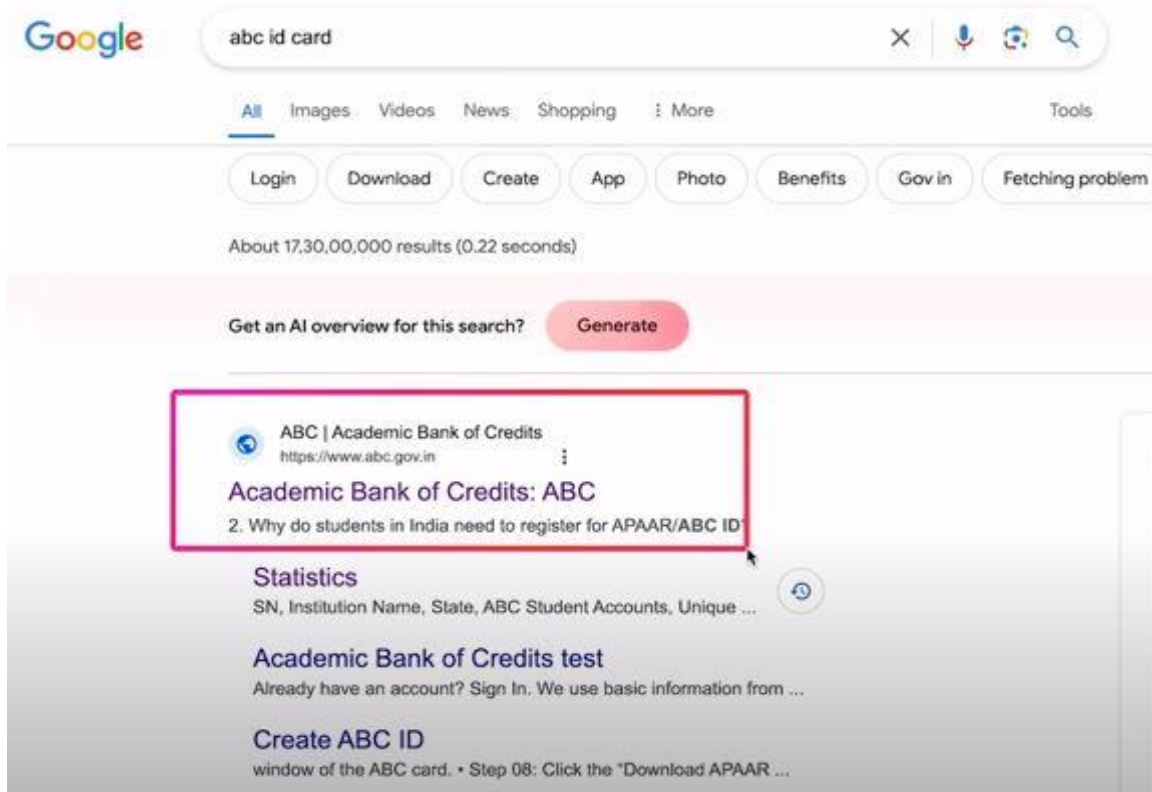 Google
abc id card
All Images Videos News Shopping More Tools
Login Download Create App Photo Benefits Gov in Fetching problem
About 17,30,00,000 results (0.22 seconds)
Get an AI overview for this search? Generate
ABC | Academic Bank of Credits
https://www.abc.gov.in
Academic Bank of Credits: ABC
2. Why do students in India need to register for APAAR/ABC ID?
Statistics
SN, Institution Name, State, ABC Student Accounts, Unique ...
Academic Bank of Credits test
Already have an account? Sign In. We use basic information from ...
Create ABC ID
window of the ABC card. • Step 08: Click the "Download APAAR ...